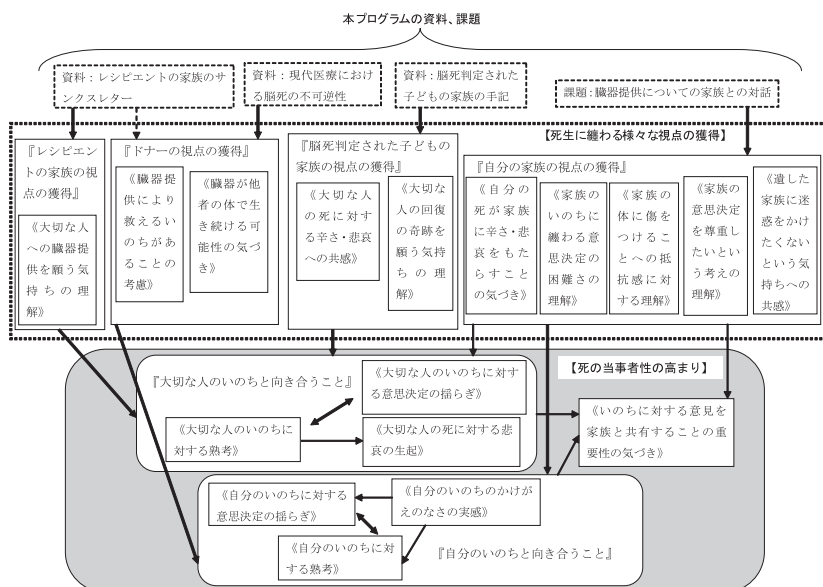 本プログラムの資料、課題
資料：レシピエントの家族のサ
ンクスレター
資料：現代医療におけ
る脳死の不可逆性
資料：脳死判定された
子どもの家族の手記
課題：臓器提供についての家族との対話
【死生に纏わる様々な視点の獲得】
『レシピエン
トの家族の視
点の獲得』
《大切な人
への臓器提
供を願う気
持ちの理
解》
『ドナーの視点の獲得』
《臓器提
供により
救えるい
のちがあ
ることの
考慮》
《臓器が他
者の体で生
き続ける可
能性の気づ
き》
『脳死判定された子どもの
家族の視点の獲得』
《大切な人
の死に対す
る辛さ・悲哀
への共感》
《大切な
人の回復
の奇跡を
願う気持
ちの理
解》
『自分の家族の視点の獲得』
《自分の
死が家族
に辛さ・悲
哀をもた
らすこと
の気づき》
《家族の
いのちに
纏わる意
思決定の
困難さの
理解》
《家族の
体に傷を
つけるこ
とへの抵
抗感に対
する理解》
《家族の
意思決定
を尊重し
たいとい
う考えの
理解》
《遺した
家族に迷
惑をかけ
たくない
という気
持ちへの
共感》
【死の当事者性の高まり】
『大切な人のいのちと向き合うこと』
《大切な人のいのちに対す
る意思決定の揺らぎ》
《大切な人のいのちに
対する熟考》
《大切な人の死に対する悲
哀の生起》
《いのちに対する意見を
家族と共有することの重
要性の気づき》
《自分のいのちに対する
意思決定の揺らぎ》
《自分のいのちのかけが
えのなさの実感》
《自分のいのちに対
する熟考》
『自分のいのちと向き合うこと』